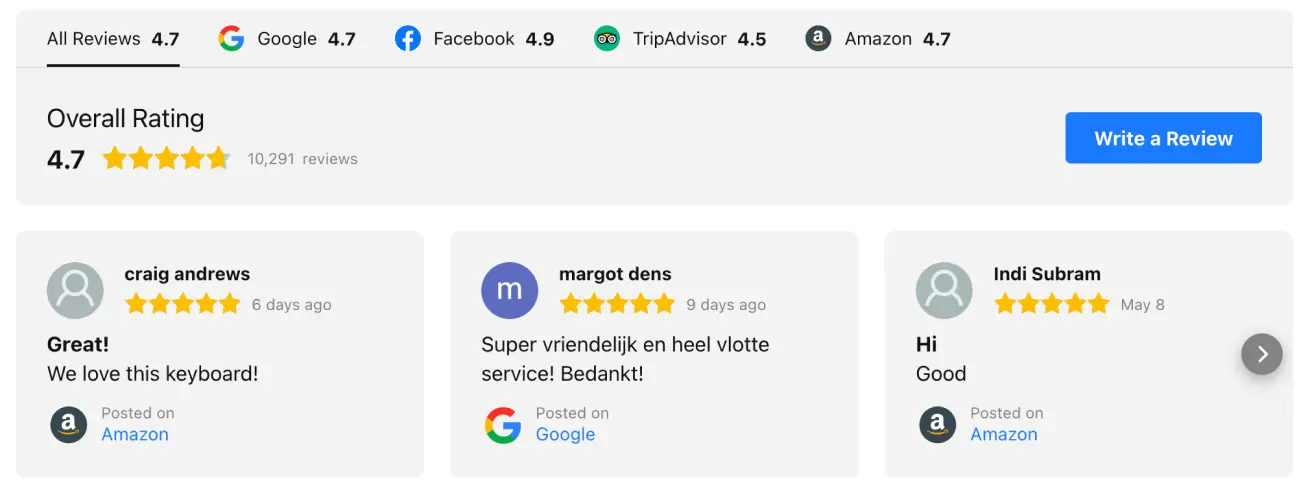 All Reviews 4.7 Google 4.7 Facebook 4.9 TripAdvisor 4.5 a Amazon 4.7
Overall Rating
4.7 10,291 reviews
Write a Review
craig andrews
6 days ago
Great!
We love this keyboard!
a Posted on
Amazon
m margot dens
9 days ago
Super vriendelijk en heel vlotte
service! Bedankt!
Posted on
Google
Indi Subram
May 8
Hi
Good
a Posted on
Amazon